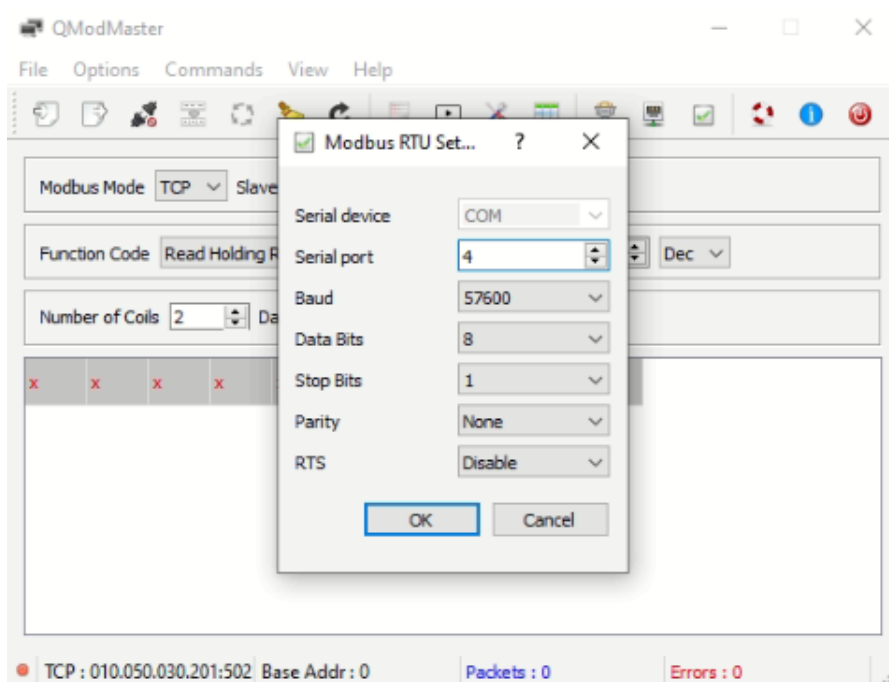 QModMaster
File Options Commands View Help
Modbus RTU Set... ?
Modbus Mode TCP Slave
Serial device COM
Function Code Read Holding R
Serial port 4
Dec
Baud 57600
Number of Coils 2 Da
Data Bits 8
x x x x
Stop Bits 1
Parity None
RTS Disable
OK Cancel
TCP : 010.050.030.201:502 Base Addr : 0 Packets : 0 Errors : 0